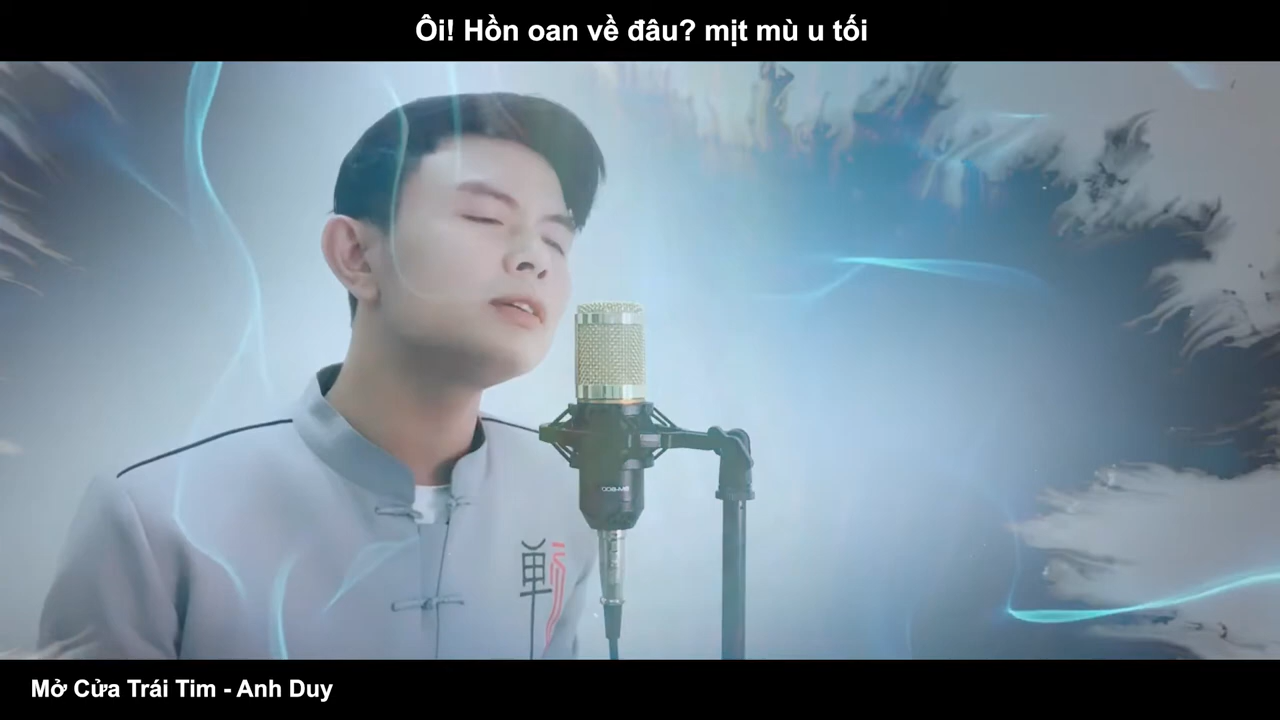 Ôi! Hồn oan về đâu? mịt mù u tối
Mở Cửa Trái Tim - Anh Duy